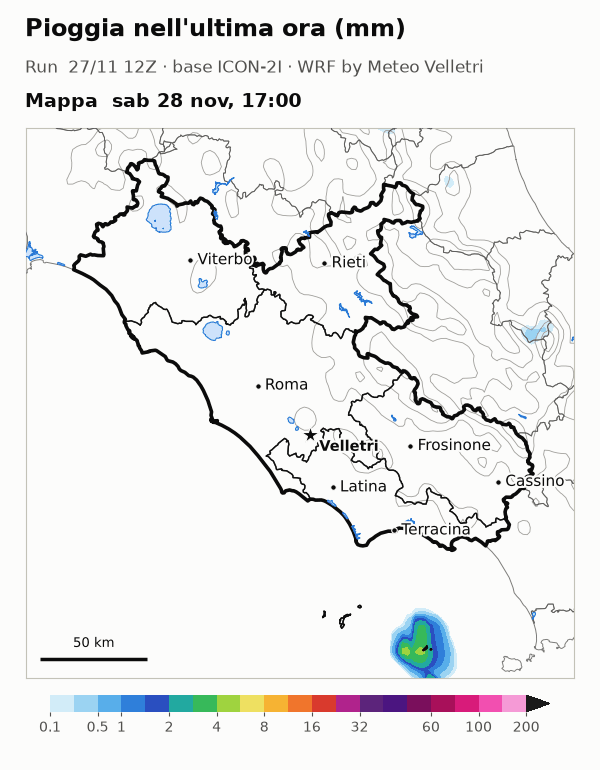 Pioggia nell'ultima ora (mm)
Run 27/11 12Z · base ICON-2I · WRF by Meteo Velletri
Mappa sab 28 nov, 17:00
Viterbo
Rieti
Roma
Velletri
Frosinone
Latina
Cassino
Terracina
50 km
0.1 0.5 1 2 4 8 16 32 60 100 200